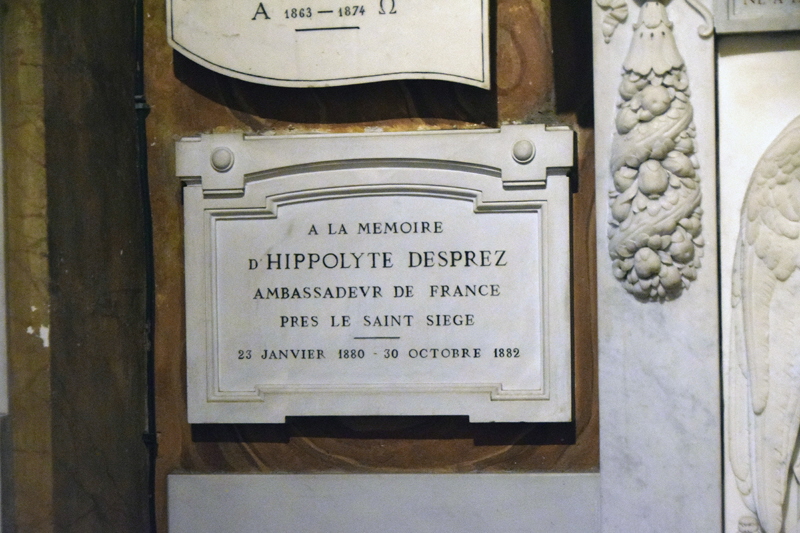 A 1863 — 1874 Ω
A LA MEMOIRE
D'HIPPOLYTE DESPREZ
AMBASSADEVR DE FRANCE
PRES LE SAINT SIEGE
23 JANVIER 1880 - 30 OCTOBRE 1882